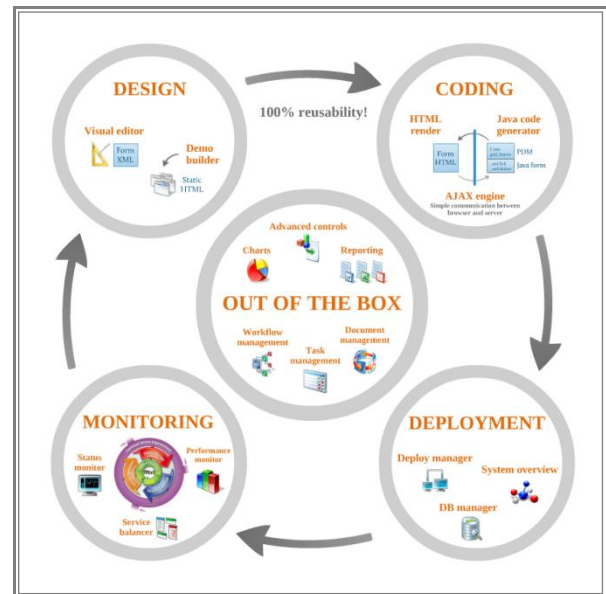 DESIGN
Visual editor
Form
XML
Demo
builder
Static
HTML
100% reusability!
CODING
HTML
render
Java code
generator
Form
HTML
PDM
Java form
AJAX engine
Simple communication between
browser and server
Advanced controls
Charts
Reporting
OUT OF THE BOX
Workflow
management
Task
management
Document
management
MONITORING
Status
monitor
Performance
monitor
Service
balancer
DEPLOYMENT
Deploy manager
System overview
DB manager